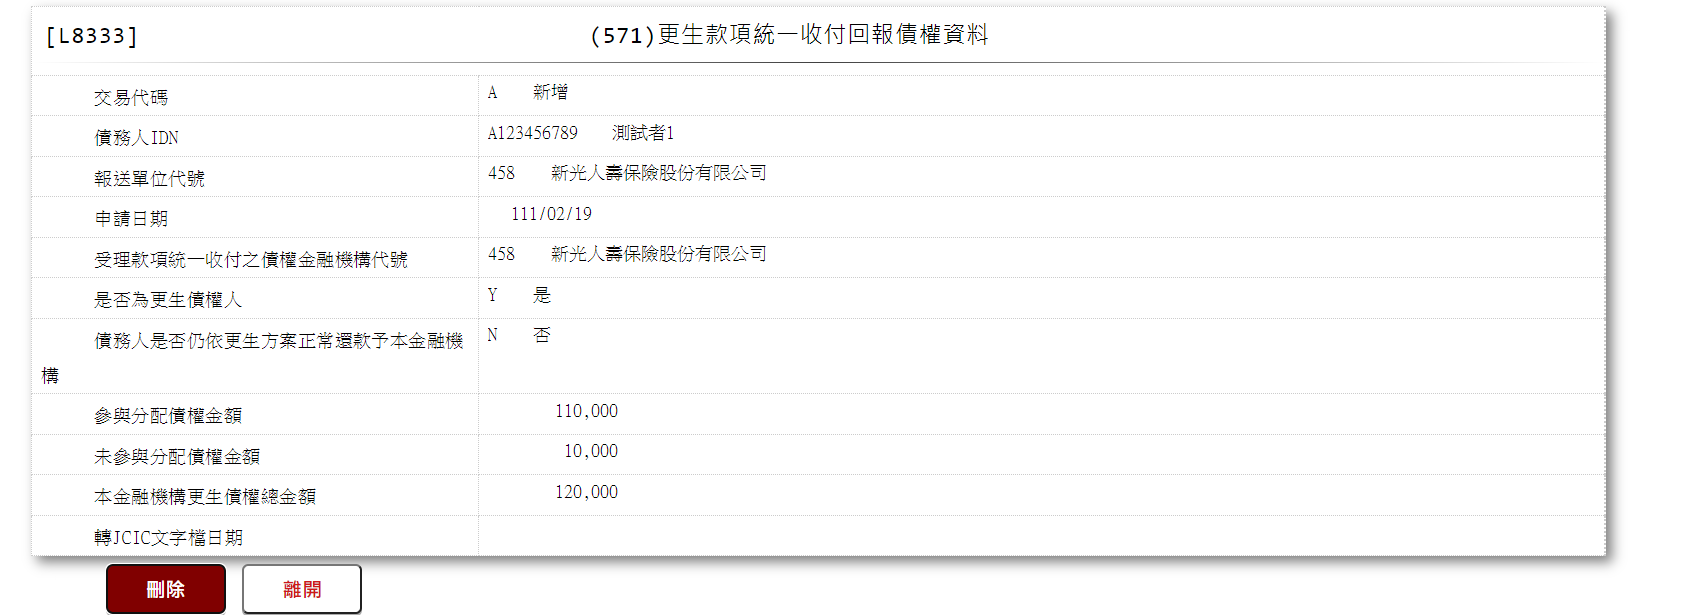 [L8333] (571)更生款項統一收付回報債權資料
交易代碼 A 新增
債務人IDN A123456789 測試者1
報送單位代號 458 新光人壽保險股份有限公司
申請日期 111/02/19
受理款項統一收付之債權金融機構代號 458 新光人壽保險股份有限公司
是否為更生債權人 Y 是
債務人是否仍依更生方案正常還款予本金融機 N 否
構
參與分配債權金額 110,000
未參與分配債權金額 10,000
本金融機構更生債權總金額 120,000
轉JCIC文字檔日期
刪除 離開